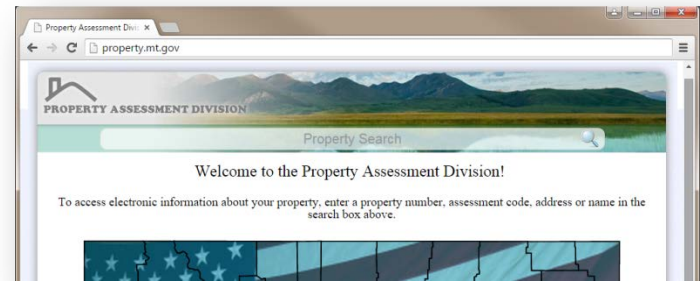 Property Assessment Divi
property.mt.gov
PROPERTY ASSESSMENT DIVISION
Property Search
Welcome to the Property Assessment Division!
To access electronic information about your property, enter a property number, assessment code, address or name in the
search box above.